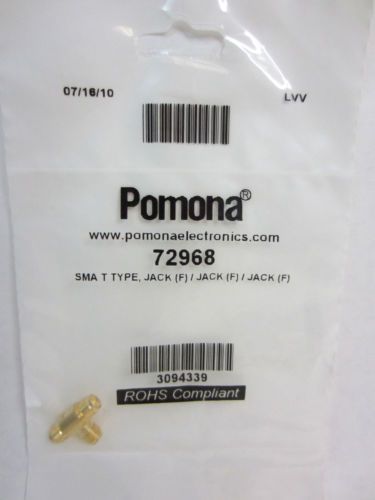 07/16/10 LVV
Pomona®
www.pomonaelectronics.com
72968
SMA T TYPE, JACK (F) / JACK (F) / JACK (F)
3094339
ROHS Compliant